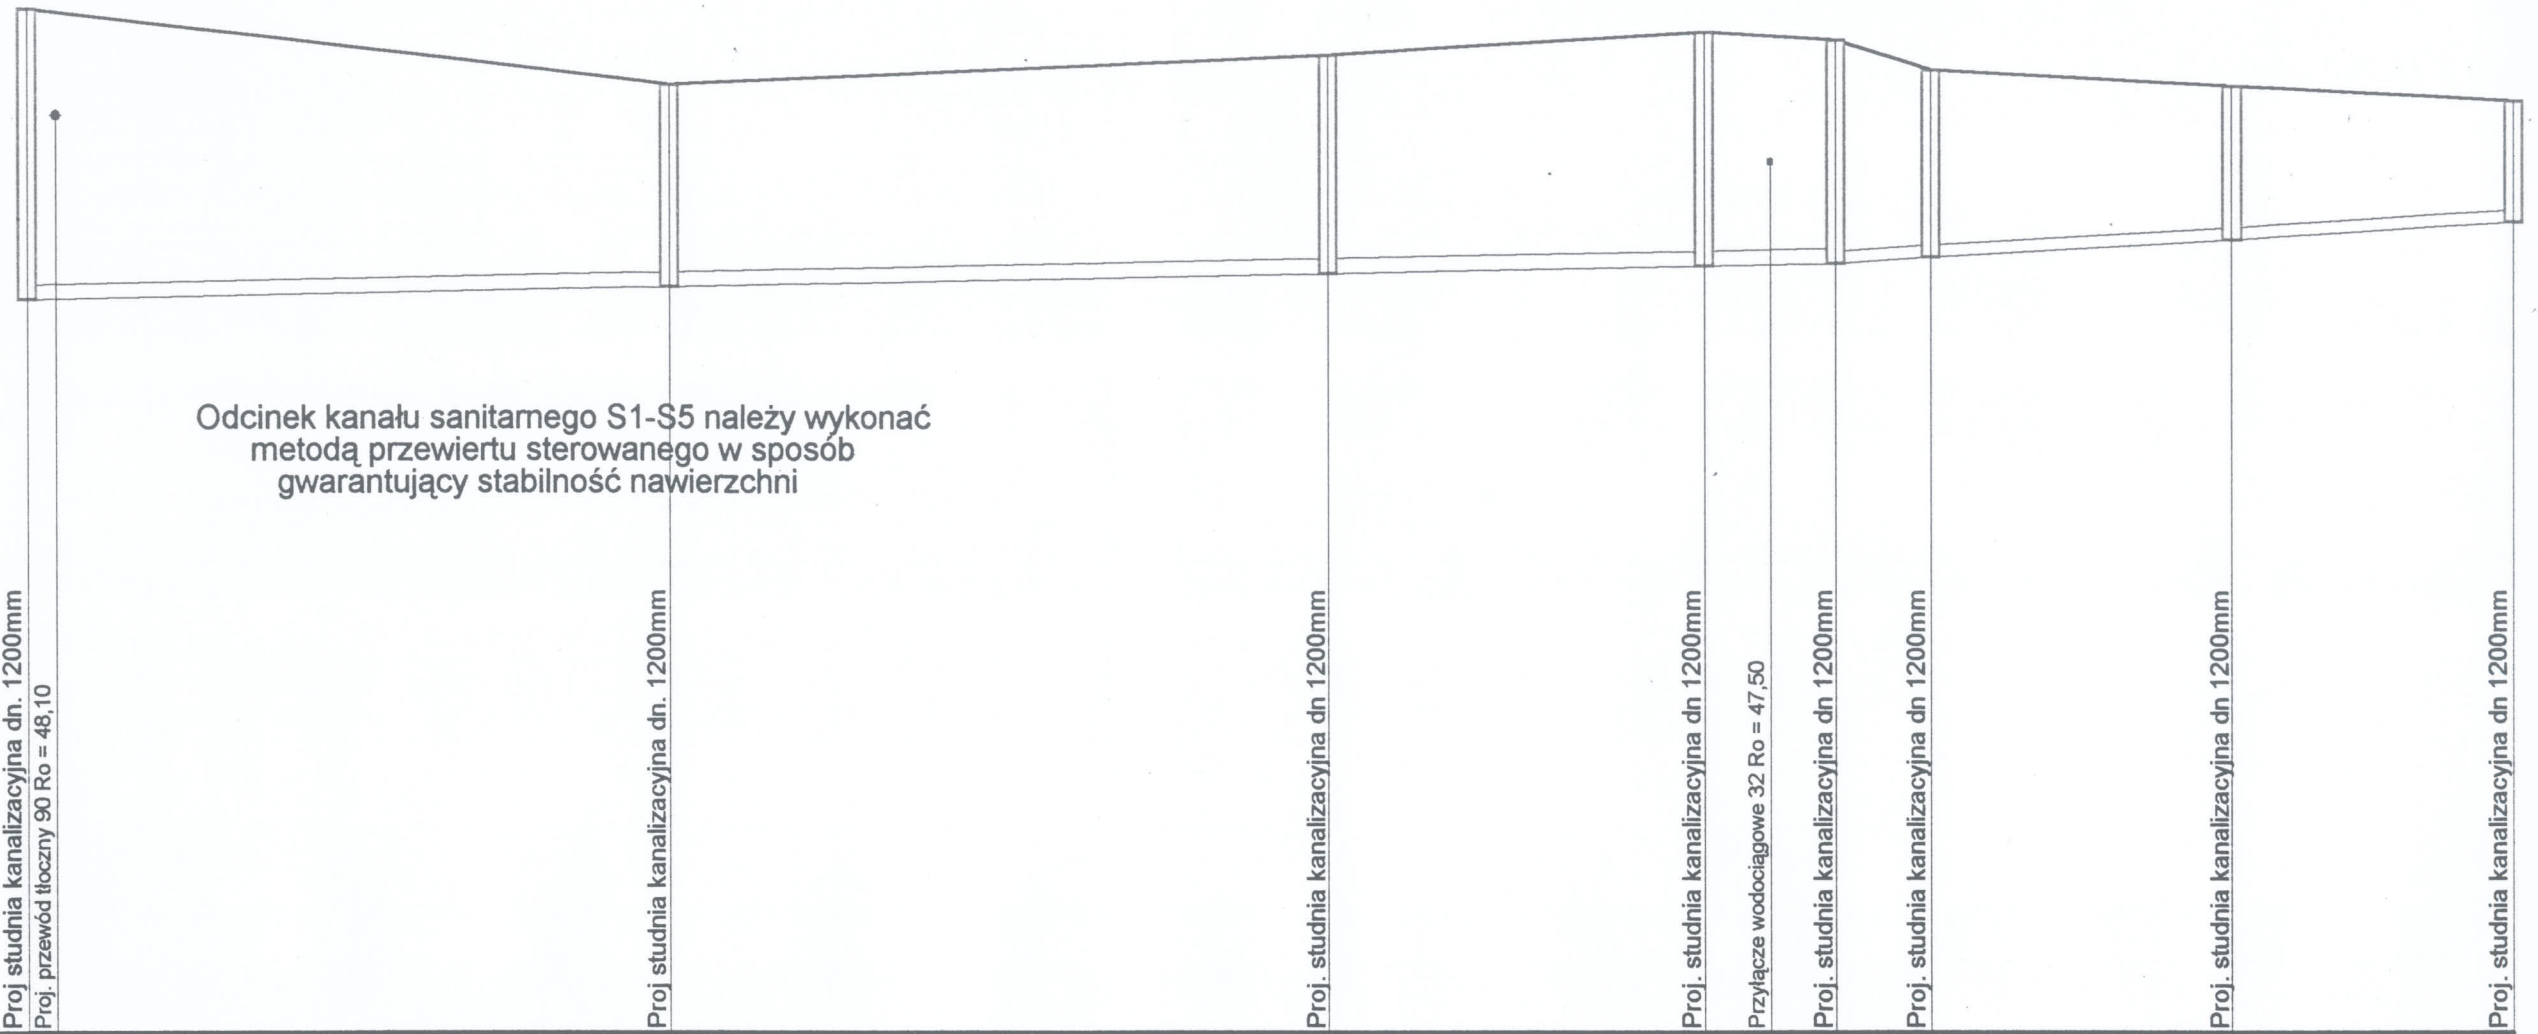 Odcinek kanału sanitarnego S1-S5 należy wykonać
metodą przewiertu sterowanego w sposób
gwarantujący stabilność nawierzchni
Proj studnia kanalizacyjna dn. 1200mm
Proj. przewód tłoczny 90 Ro = 48,10
Proj studnia kanalizacyjna dn. 1200mm
Proj. studnia kanalizacyjna dn 1200mm
Proj. studnia kanalizacyjna dn 1200mm
Przyłącze wodociągowe 32 Ro = 47,50
Proj. studnia kanalizacyjna dn 1200mm
Proj. studnia kanalizacyjna dn 1200mm
Proj. studnia kanalizacyjna dn 1200mm
Proj. studnia kanalizacyjna dn 1200mm